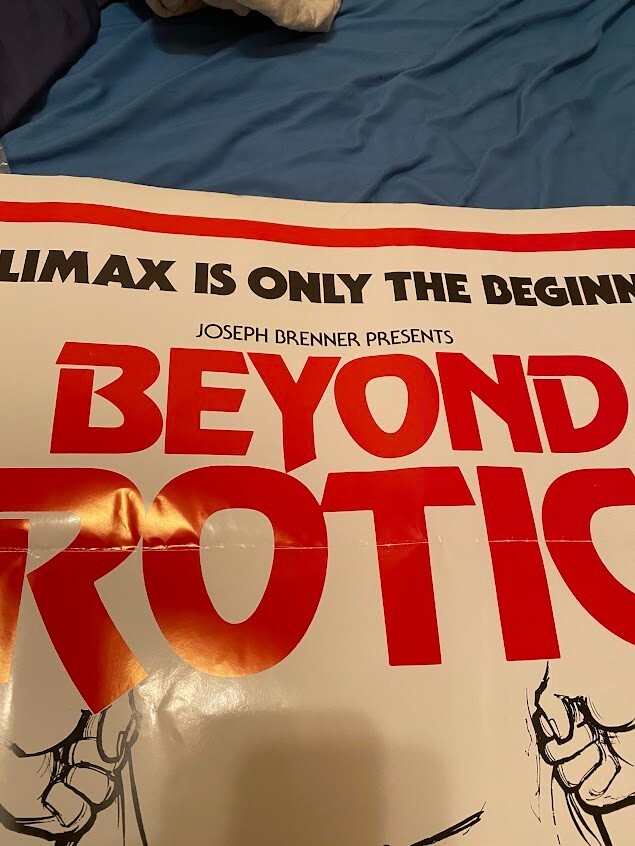 LIMAX IS ONLY THE BEGINN
JOSEPH BRENNER PRESENTS
BEYOND
ROTIC